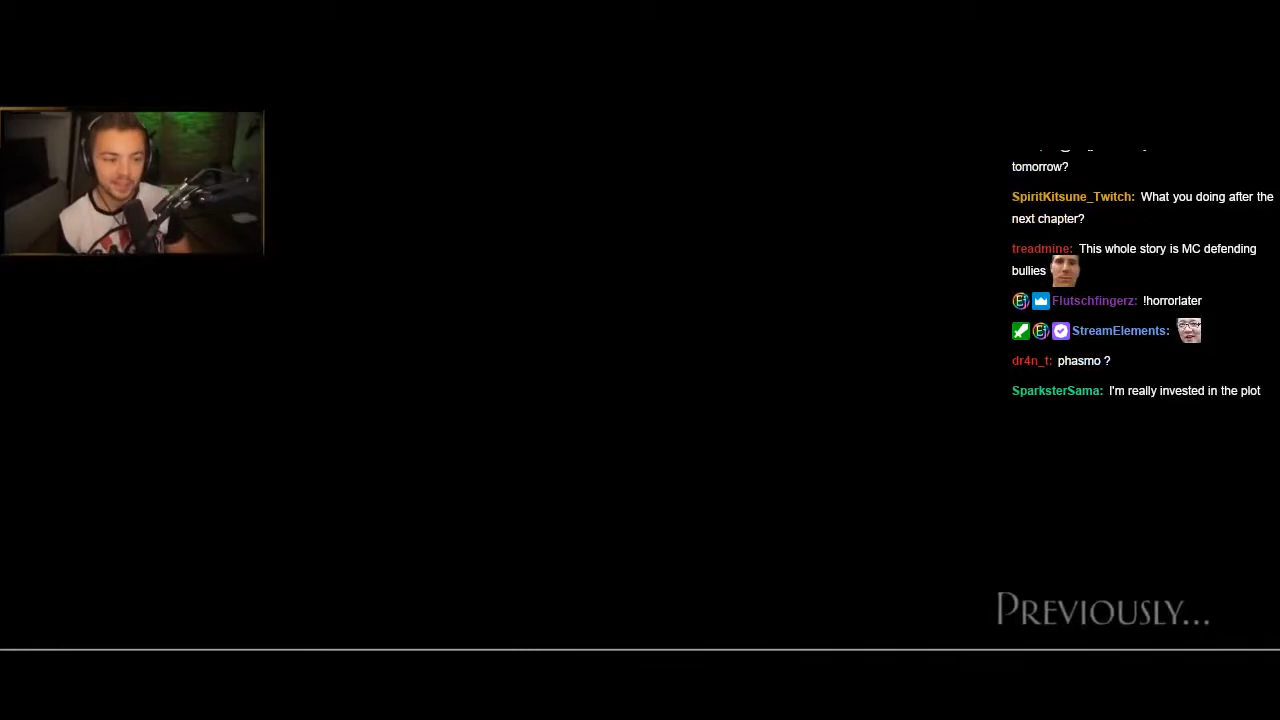 tomorrow?
SpiritKitsune_Twitch: What you doing after the
next chapter?
treadmine: This whole story is MC defending
bullies
Flutschfingerz: !horrorlater
StreamElements:
dr4n_t: phasmo ?
SparksterSama: I'm really invested in the plot
Previously...